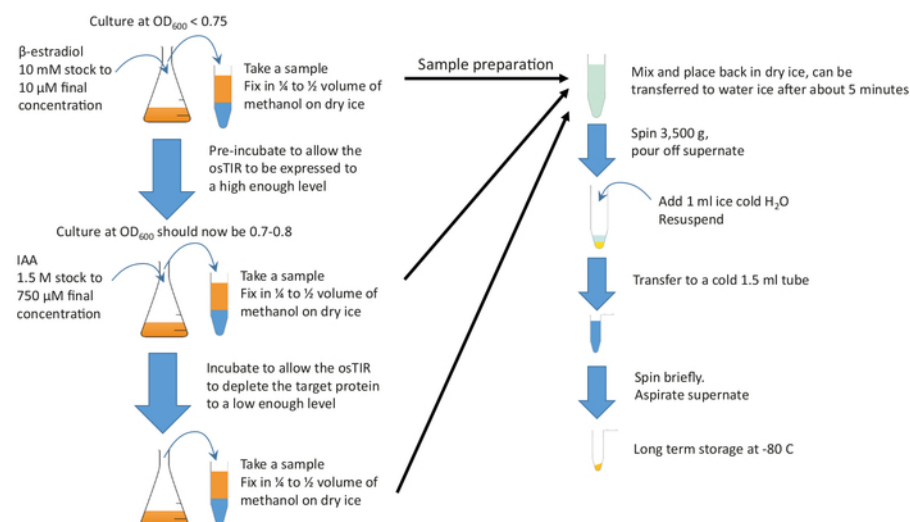 Culture at OD600 < 0.75
β-estradiol
10 mM stock to
10 µM final
concentration
Take a sample
Fix in ¼ to ½ volume of
methanol on dry ice
Sample preparation
Mix and place back in dry ice, can be
transferred to water ice after about 5 minutes
Pre-incubate to allow the
osTIR to be expressed to
a high enough level
Spin 3,500 g,
pour off supernate
Add 1 ml ice cold H2O
Resuspend
Culture at OD600 should now be 0.7-0.8
IAA
1.5 M stock to
750 µM final
concentration
Take a sample
Fix in ¼ to ½ volume of
methanol on dry ice
Transfer to a cold 1.5 ml tube
Incubate to allow the osTIR
to deplete the target protein
to a low enough level
Spin briefly.
Aspirate supernate
Take a sample
Fix in ¼ to ½ volume of
methanol on dry ice
Long term storage at -80 C